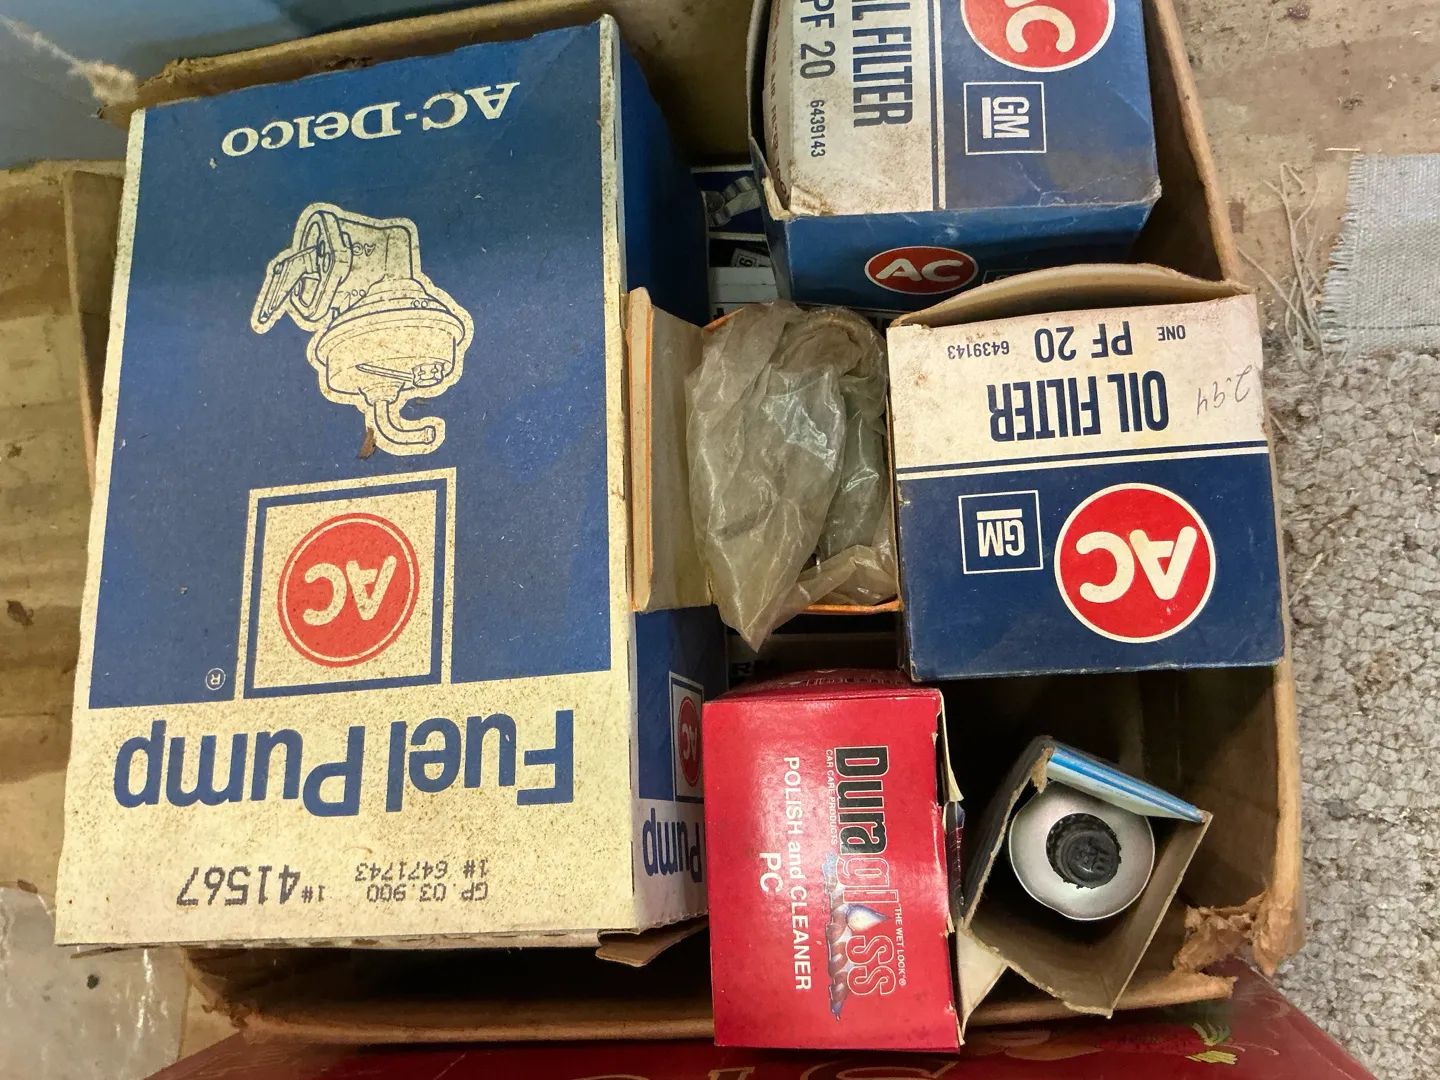 AC-Delco
AC
AC
®
Fuel Pump
GP. 03.900
1# 6471743
1# 41567
AC
Pump
OIL FILTER
PF 20
6439143
AC
GM
AC
ONE
PF 20
6439143
OIL FILTER
2.94
GM
AC
Duraglass
CAR CARE PRODUCTS
THE WET LOOK®
POLISH and CLEANER
PC